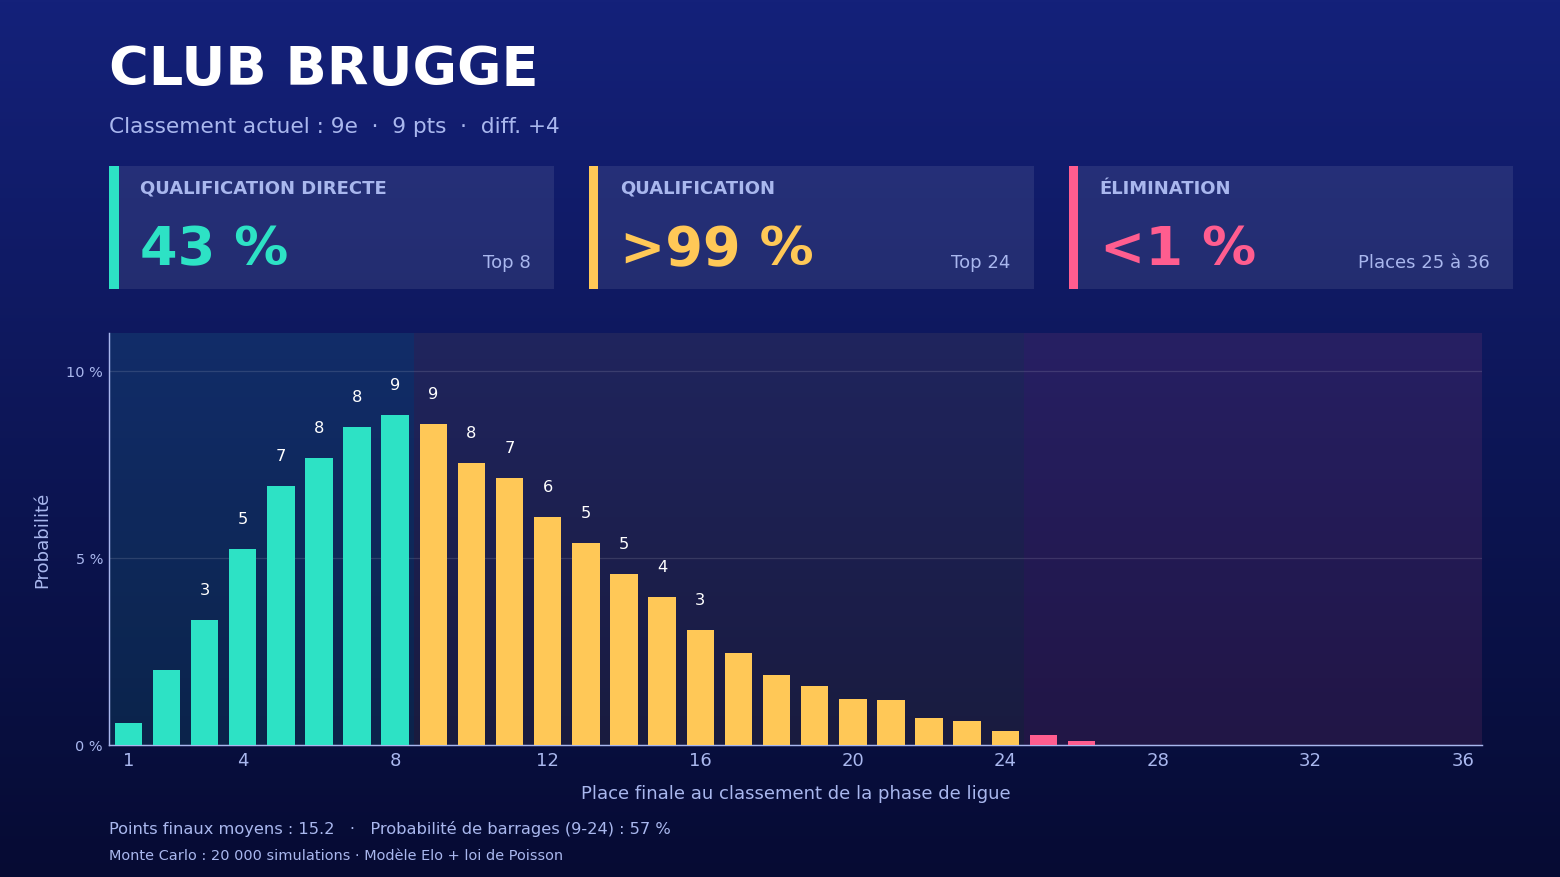 CLUB BRUGGE
Classement actuel : 9e · 9 pts · diff. +4
QUALIFICATION DIRECTE
43 %
Top 8
QUALIFICATION
>99 %
Top 24
ÉLIMINATION
<1 %
Places 25 à 36
Probabilité
10 %
5 %
0 %
3
5
7
8
8
9
9
8
7
6
5
5
4
3
1 4 8 12 16 20 24 28 32 36
Place finale au classement de la phase de ligue
Points finaux moyens : 15.2 · Probabilité de barrages (9-24) : 57 %
Monte Carlo : 20 000 simulations · Modèle Elo + loi de Poisson